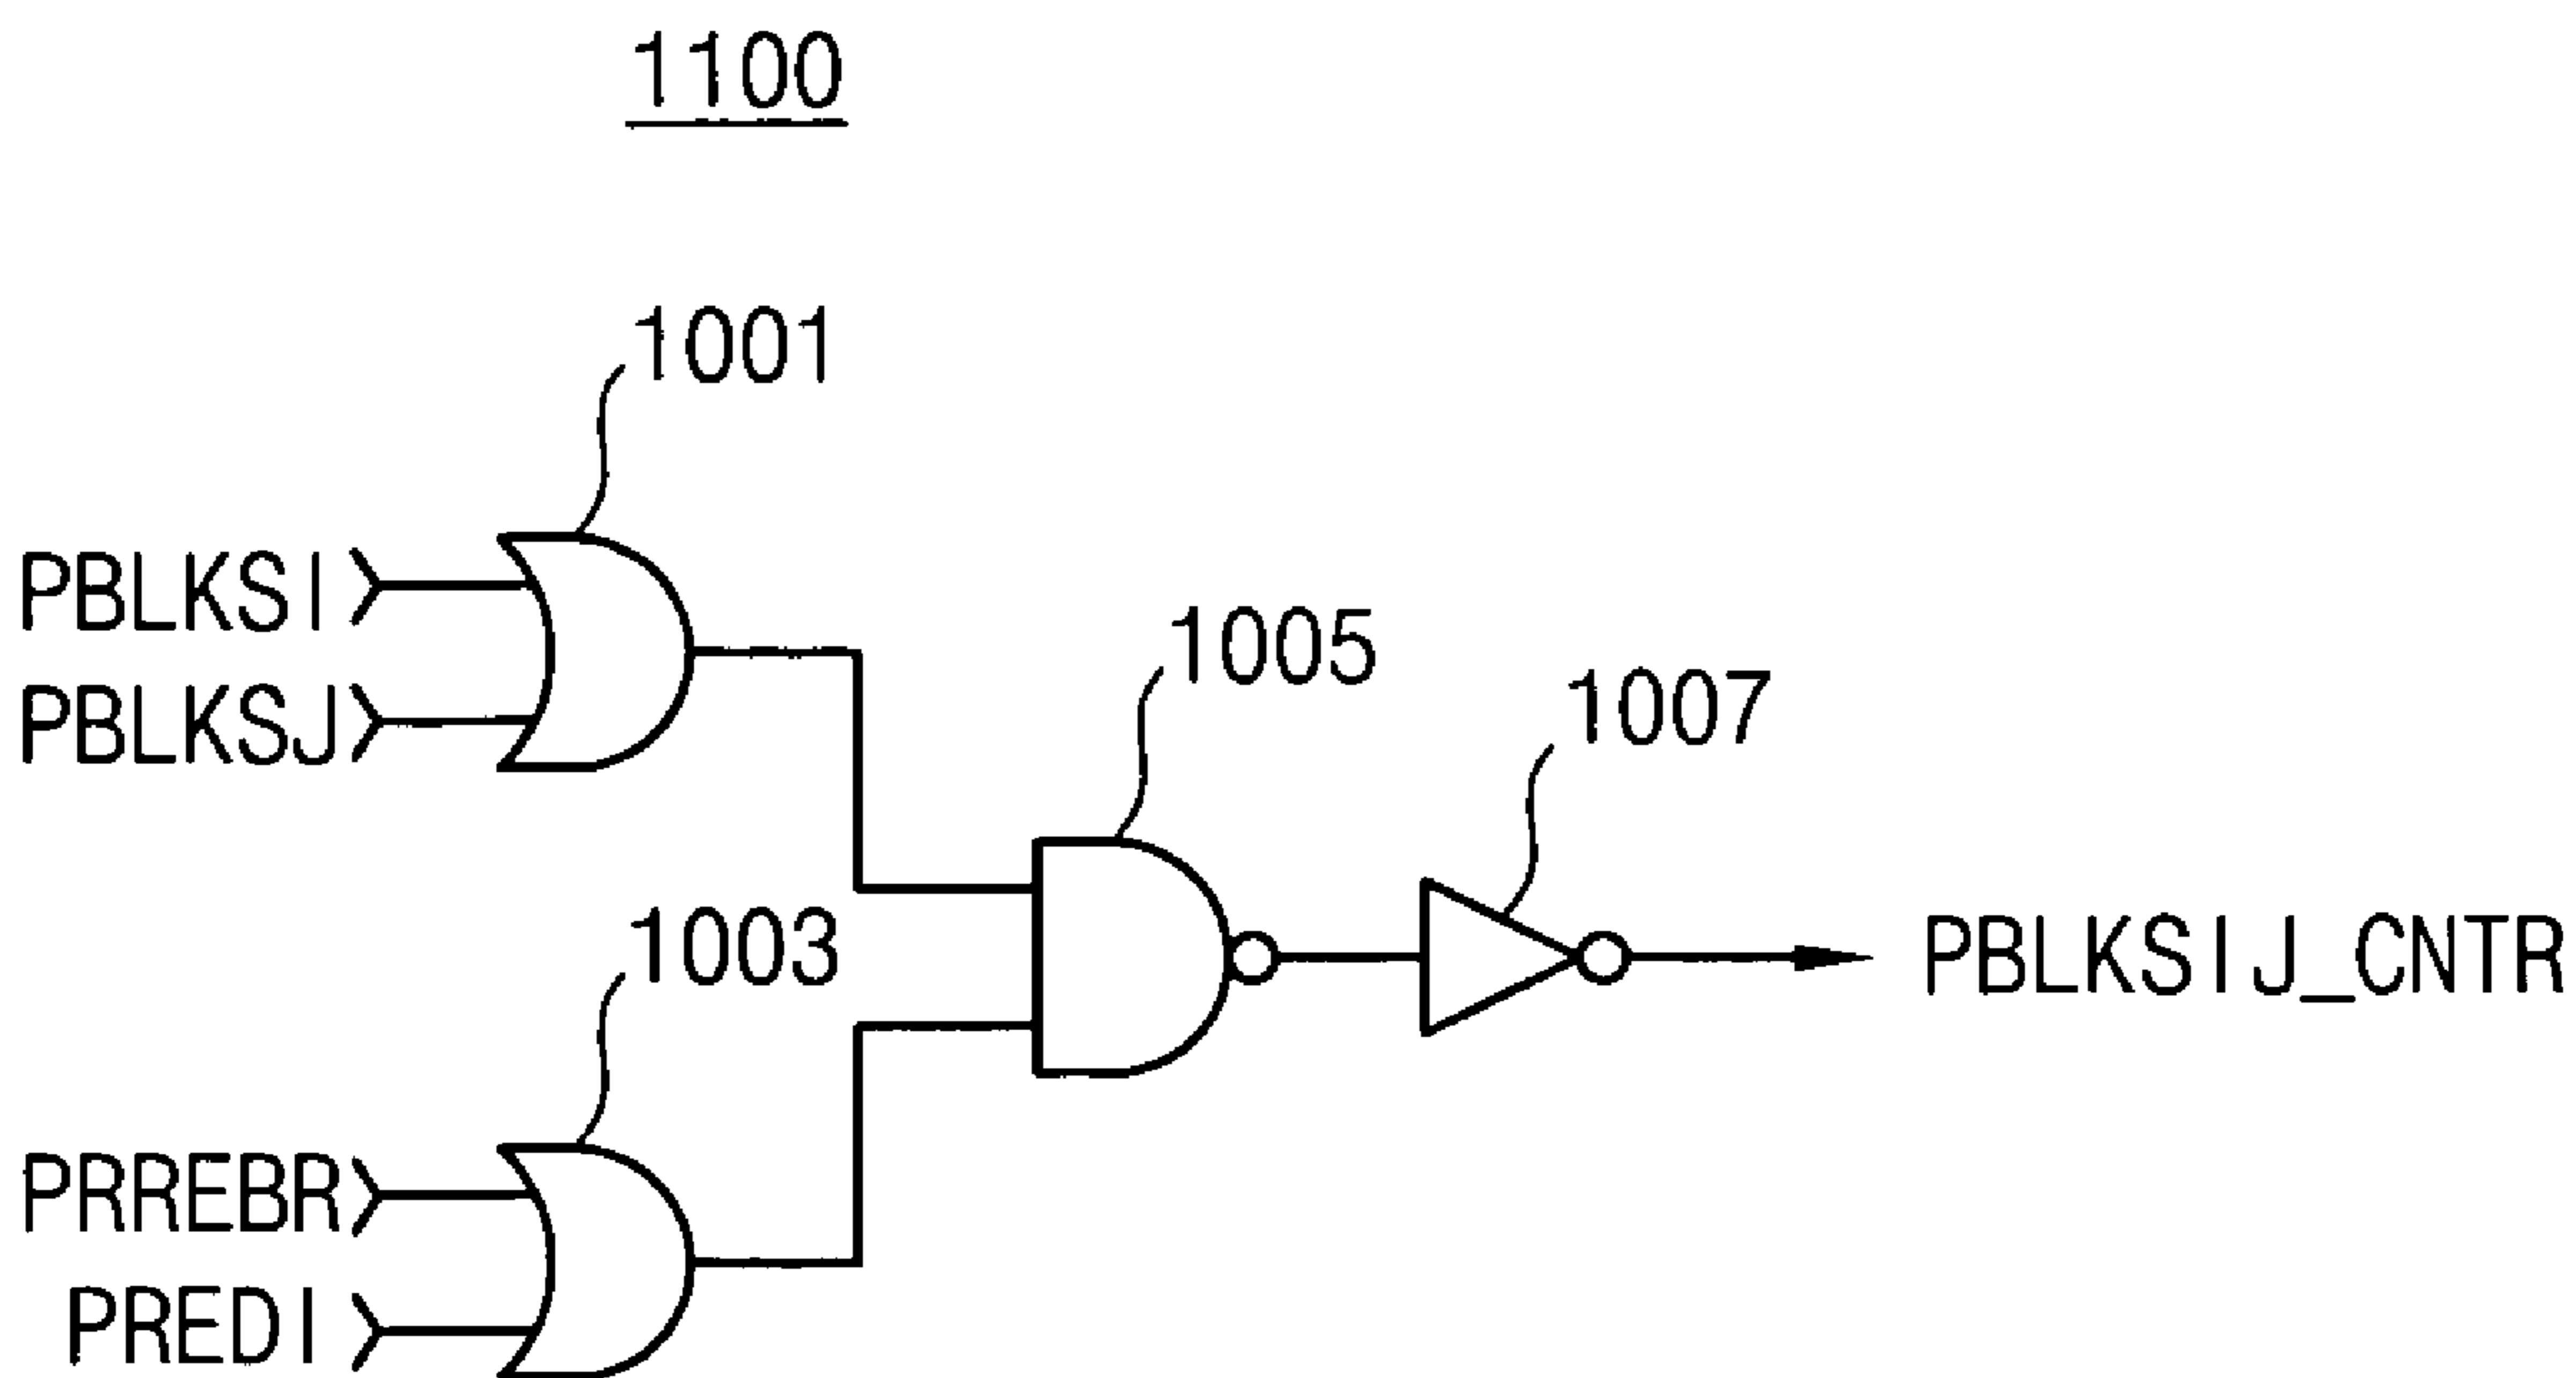 1100
1001
PBLKSI
PBLKSJ
1005
1007
1003
PBLKSIJ_CNTR
PRREBR
PREDI